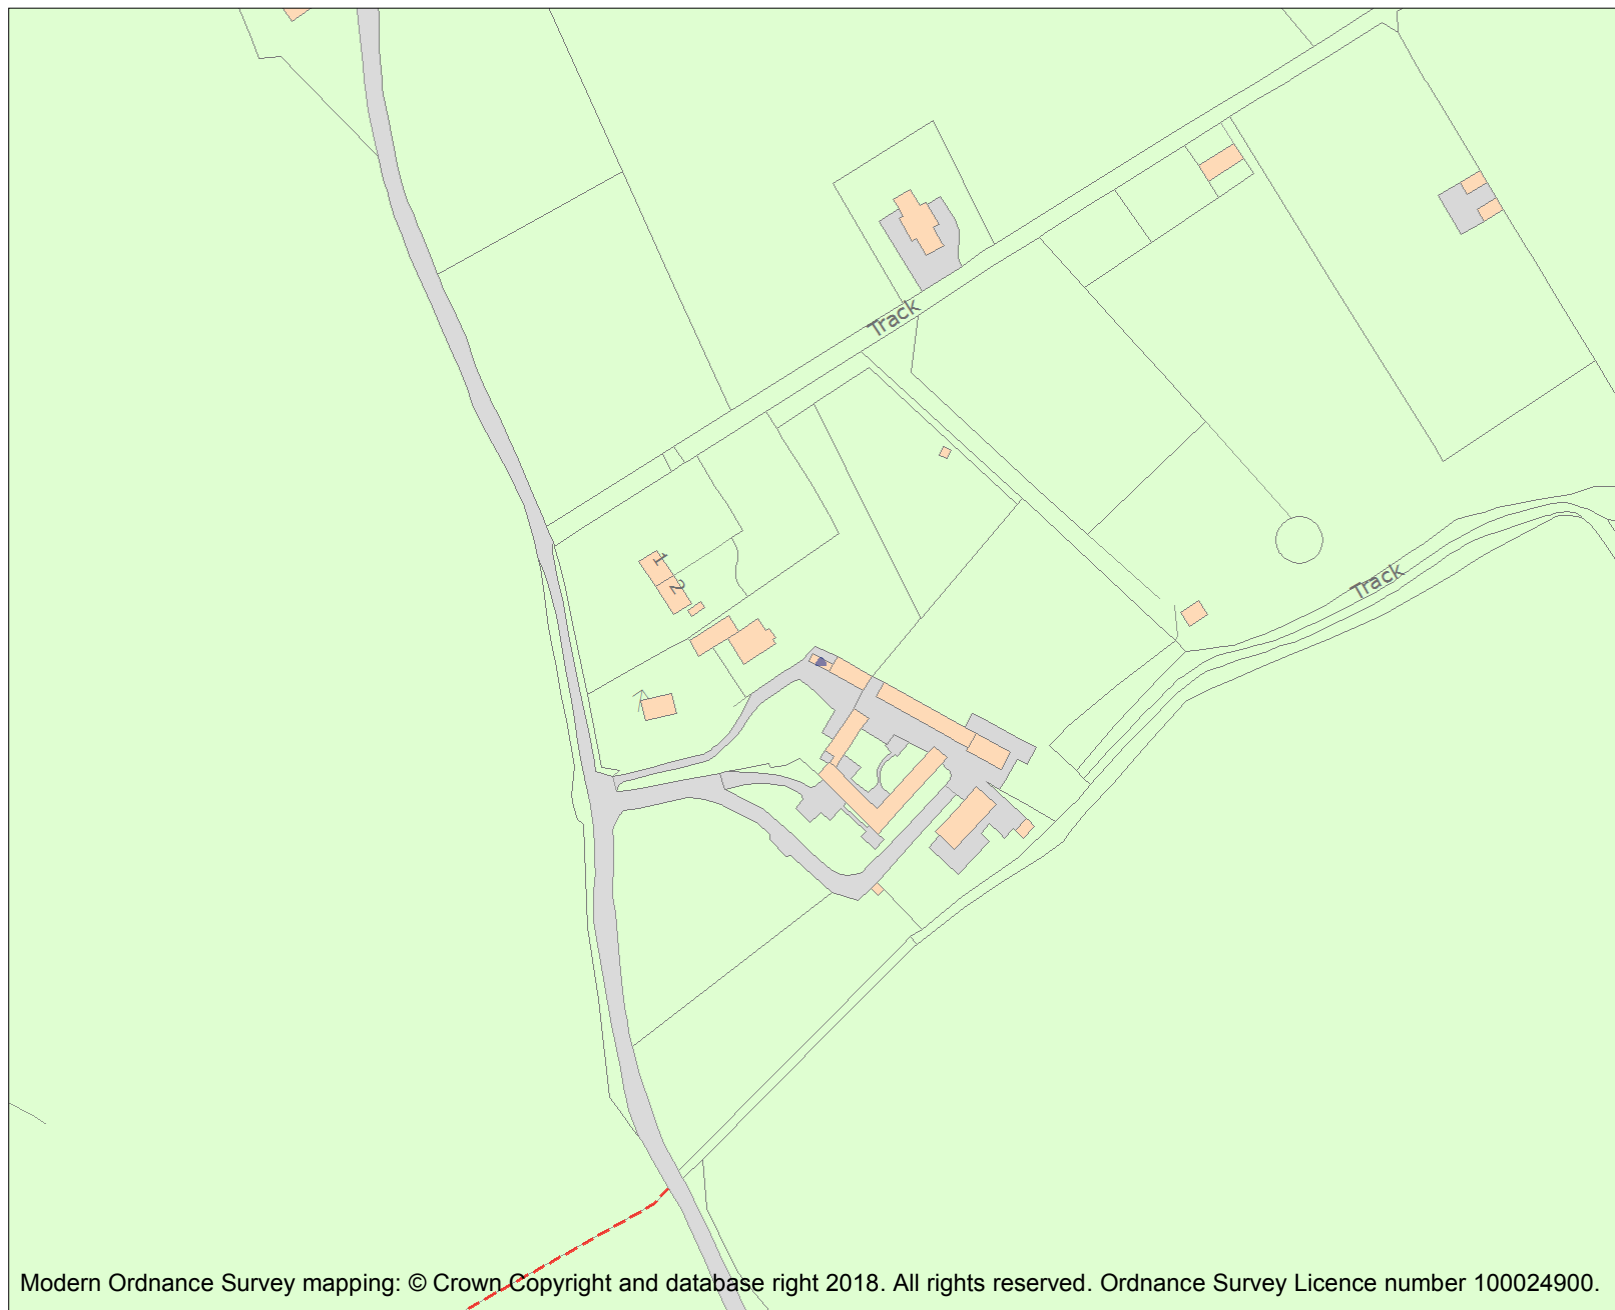 Track
1
2
Track
Modern Ordnance Survey mapping: © Crown Copyright and database right 2018. All rights reserved. Ordnance Survey Licence number 100024900.